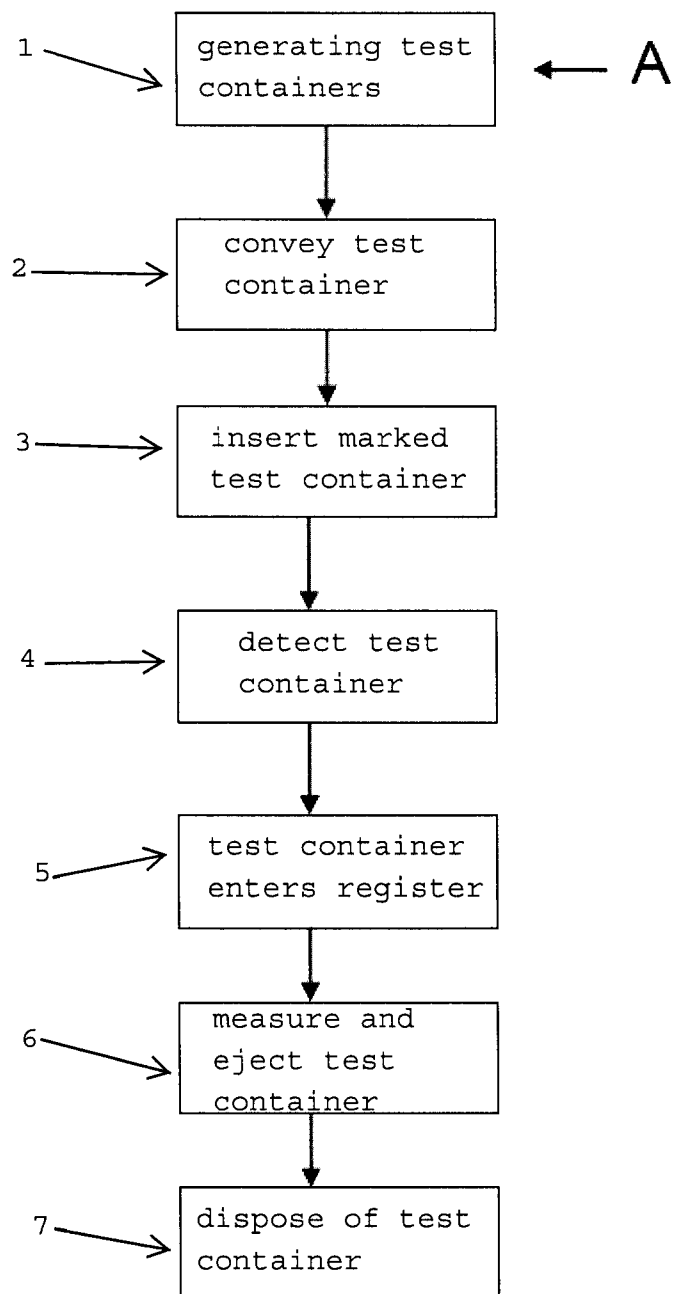 1
generating test
containers
A
2
convey test
container
3
insert marked
test container
4
detect test
container
5
test container
enters register
6
measure and
eject test
container
7
dispose of test
container